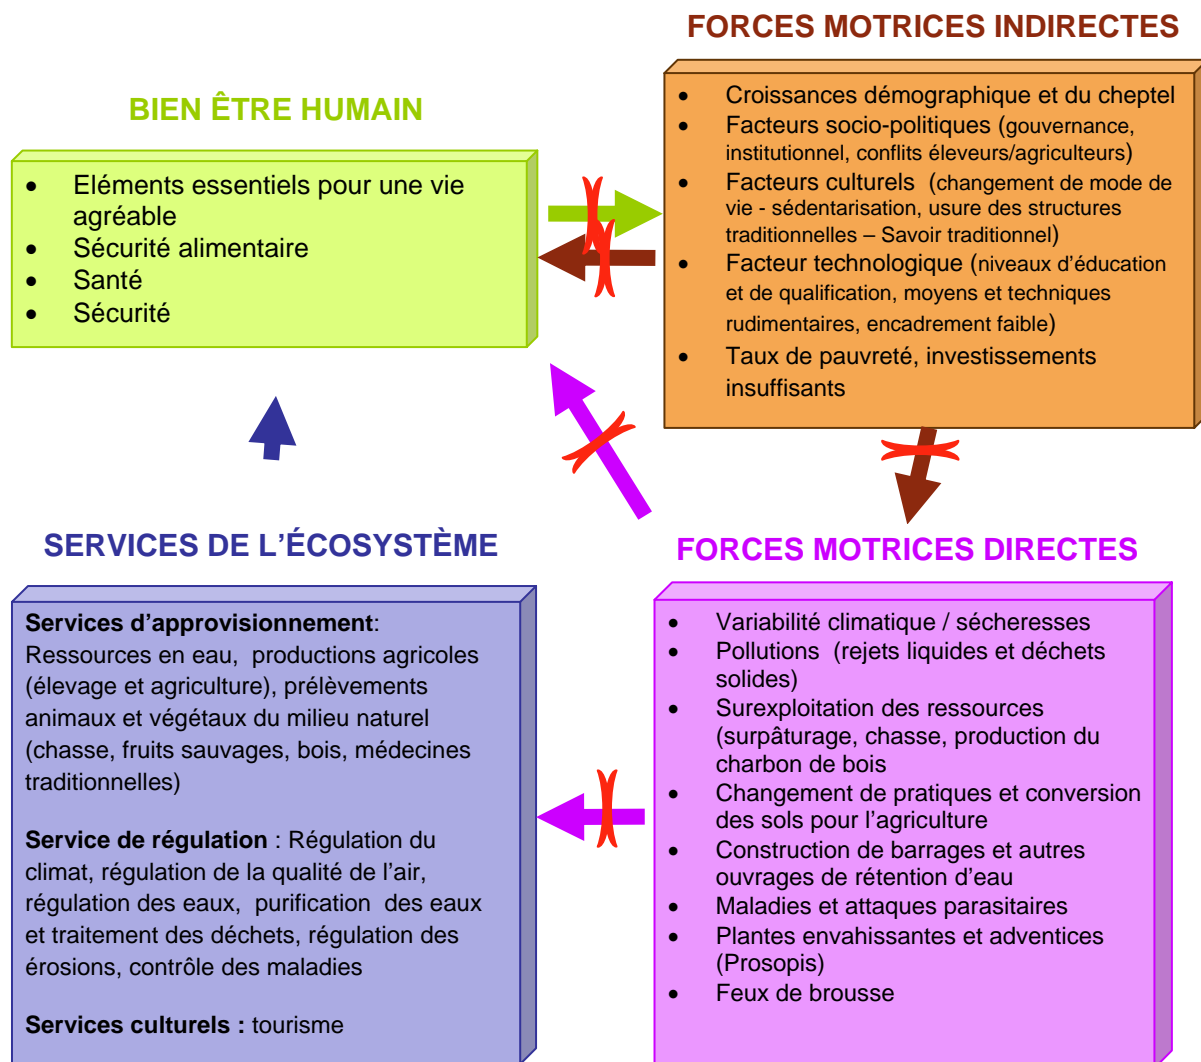 FORCES MOTRICES INDIRECTES
• Croissances démographique et du cheptel
• Facteurs socio-politiques (gouvernance,
institutionnel, conflits éleveurs/agriculteurs)
• Facteurs culturels (changement de mode de
vie - sédentarisation, usure des structures
traditionnelles – Savoir traditionnel)
• Facteur technologique (niveaux d'éducation
et de qualification, moyens et techniques
rudimentaires, encadrement faible)
• Taux de pauvreté, investissements
insuffisants
BIEN ÊTRE HUMAIN
• Eléments essentiels pour une vie
agréable
• Sécurité alimentaire
• Santé
• Sécurité
SERVICES DE L'ÉCOSYSTÈME
Services d'approvisionnement:
Ressources en eau, productions agricoles
(élevage et agriculture), prélèvements
animaux et végétaux du milieu naturel
(chasse, fruits sauvages, bois, médecines
traditionnelles)
Service de régulation : Régulation du
climat, régulation de la qualité de l'air,
régulation des eaux, purification des eaux
et traitement des déchets, régulation des
érosions, contrôle des maladies
Services culturels : tourisme
FORCES MOTRICES DIRECTES
• Variabilité climatique / sécheresses
• Pollutions (rejets liquides et déchets
solides)
• Surexploitation des ressources
(surpâturage, chasse, production du
charbon de bois
• Changement de pratiques et conversion
des sols pour l'agriculture
• Construction de barrages et autres
ouvrages de rétention d'eau
• Maladies et attaques parasitaires
• Plantes envahissantes et adventices
(Prosopis)
• Feux de brousse